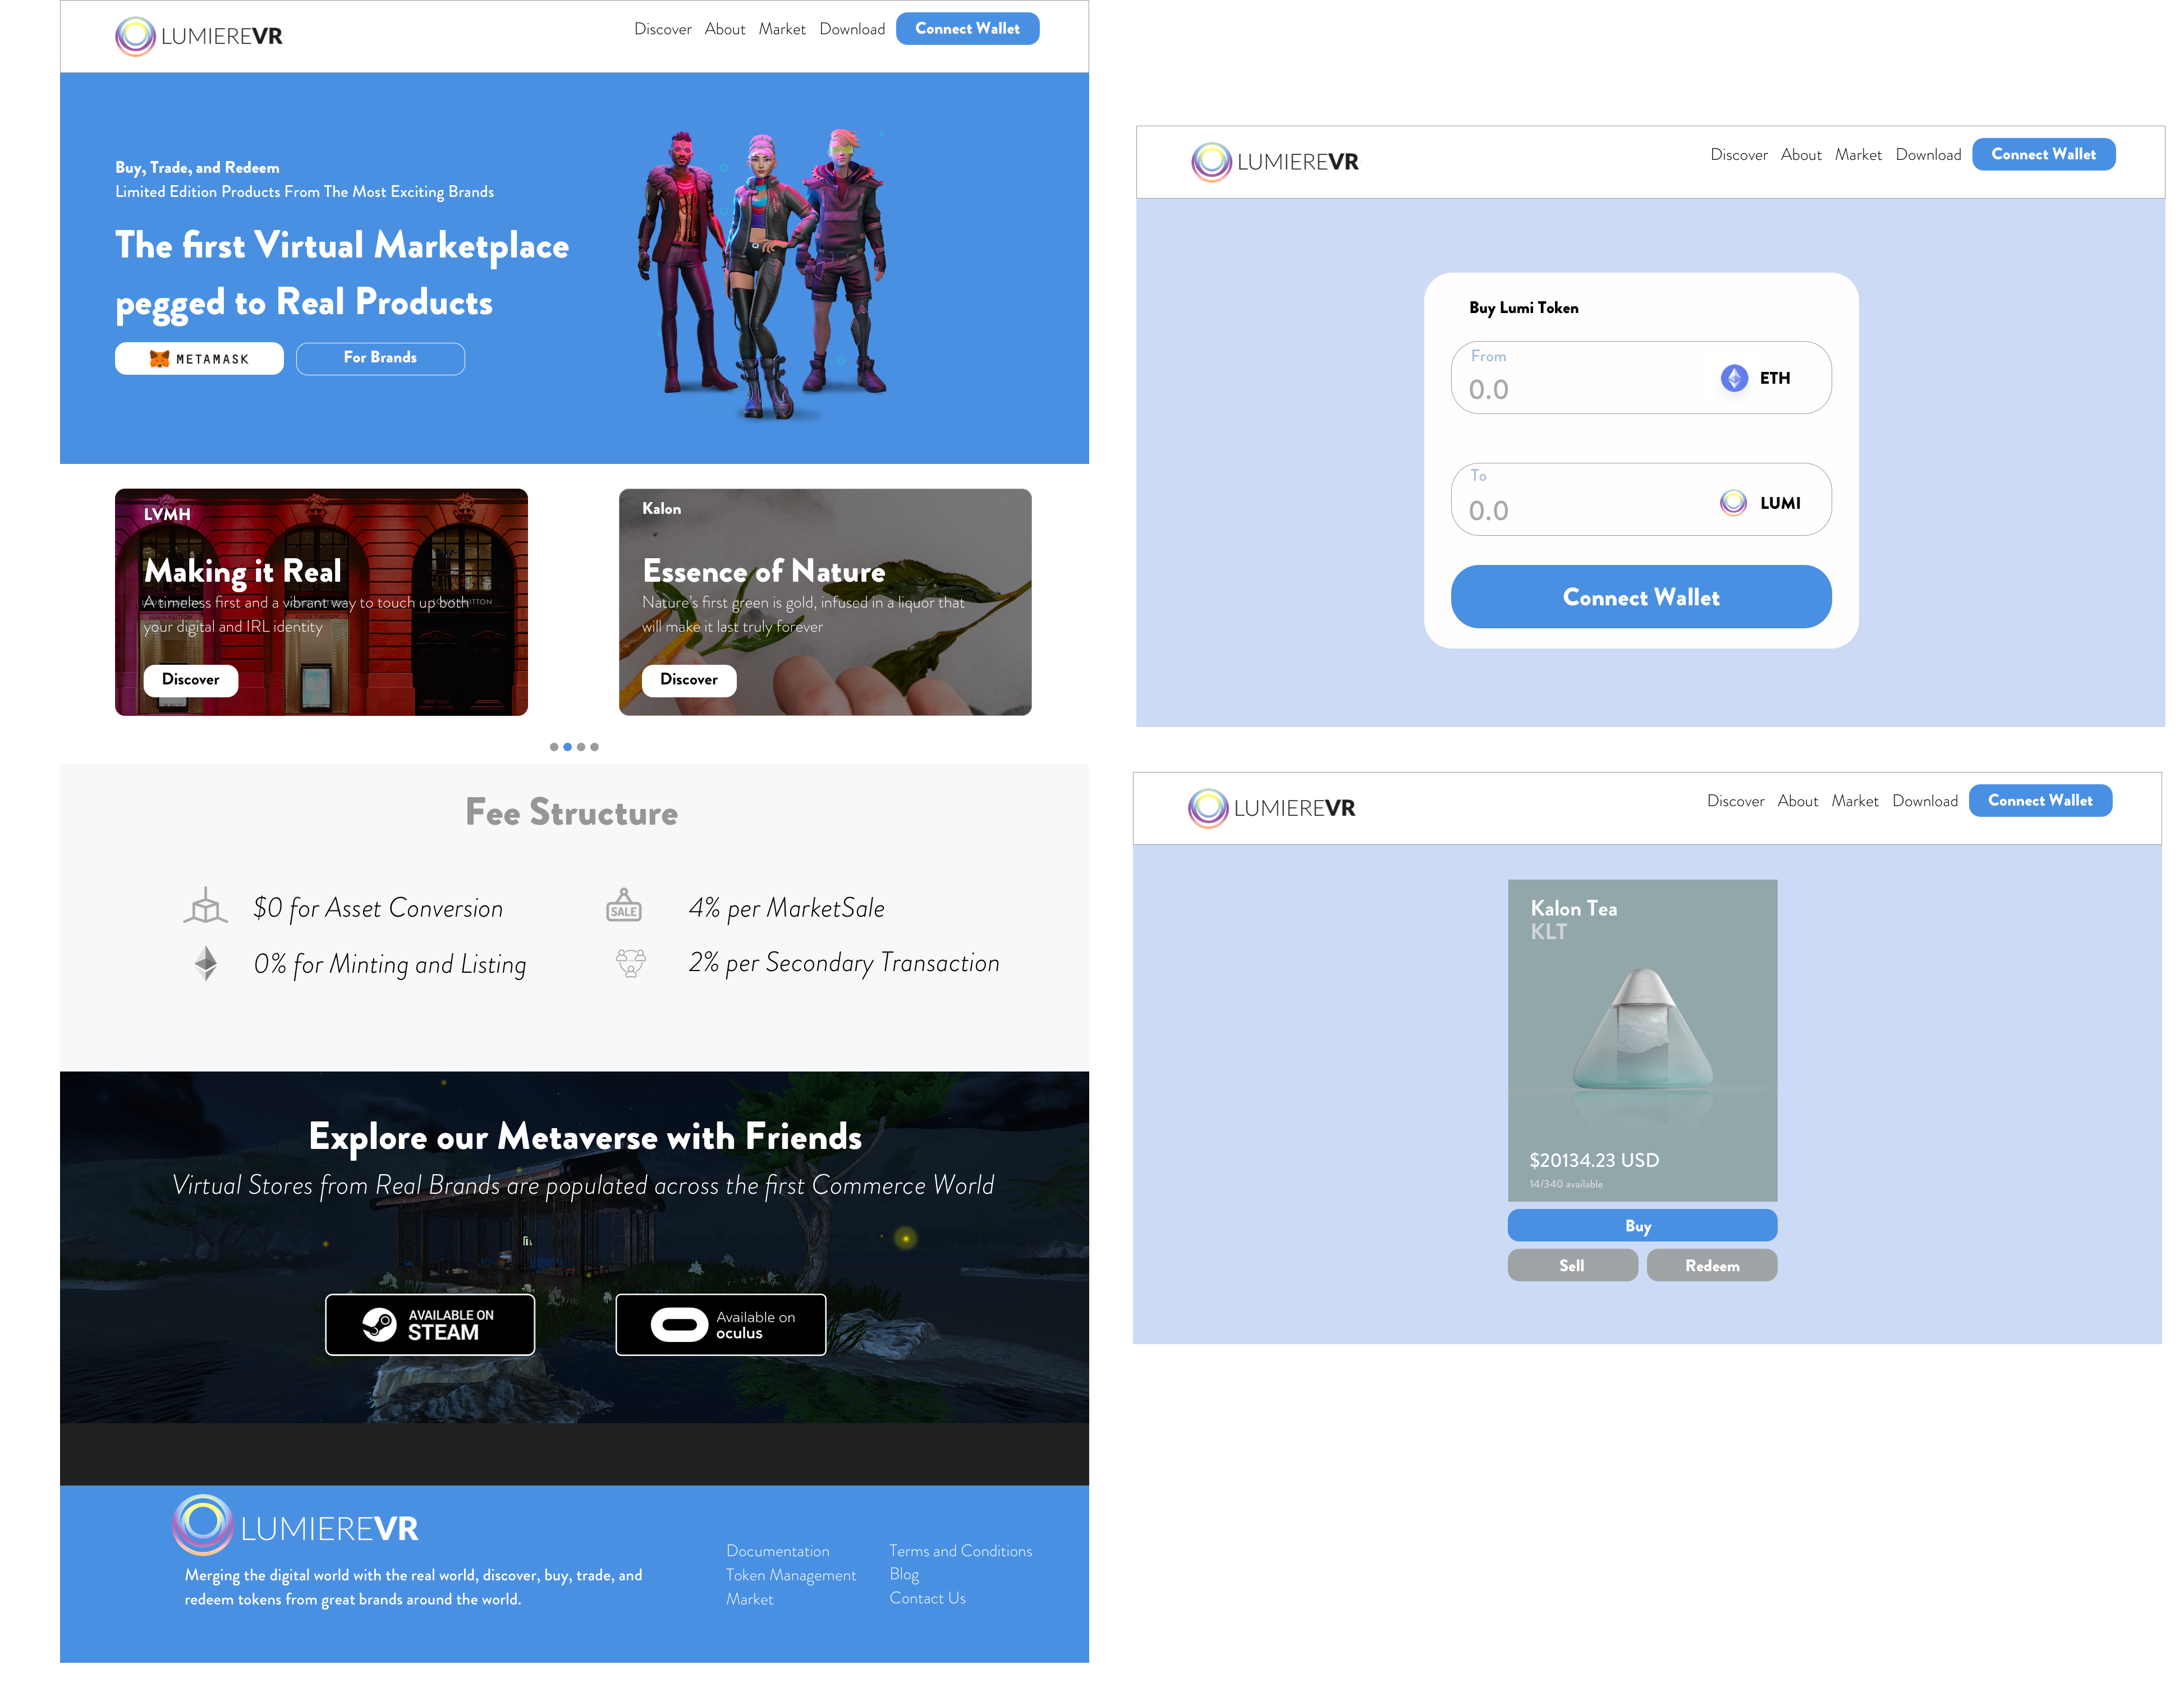 LUMIEREVR
Discover About Market Download Connect Wallet
Buy, Trade, and Redeem
Limited Edition Products From The Most Exciting Brands
The first Virtual Marketplace
pegged to Real Products
METAMASK For Brands
LVMH
Making it Real
A timeless first and a vibrant way to touch up both
your digital and IRL identity
Discover
Kalon
Essence of Nature
Nature's first green is gold, infused in a liquor that
will make it last truly forever
Discover
Fee Structure
$0 for Asset Conversion
SALE
4% per MarketSale
0% for Minting and Listing
2% per Secondary Transaction
Explore our Metaverse with Friends
Virtual Stores from Real Brands are populated across the first Commerce World
AVAILABLE ON
STEAM
Available on
oculus
LUMIEREVR
Merging the digital world with the real world, discover, buy, trade, and
redeem tokens from great brands around the world.
Documentation
Token Management
Market
Terms and Conditions
Blog
Contact Us
LUMIEREVR
Discover About Market Download Connect Wallet
Buy Lumi Token
From
0.0 ETH
To
0.0 LUMI
Connect Wallet
LUMIEREVR
Discover About Market Download Connect Wallet
Kalon Tea
KLT
$20134.23 USD
14/340 available
Buy
Sell Redeem